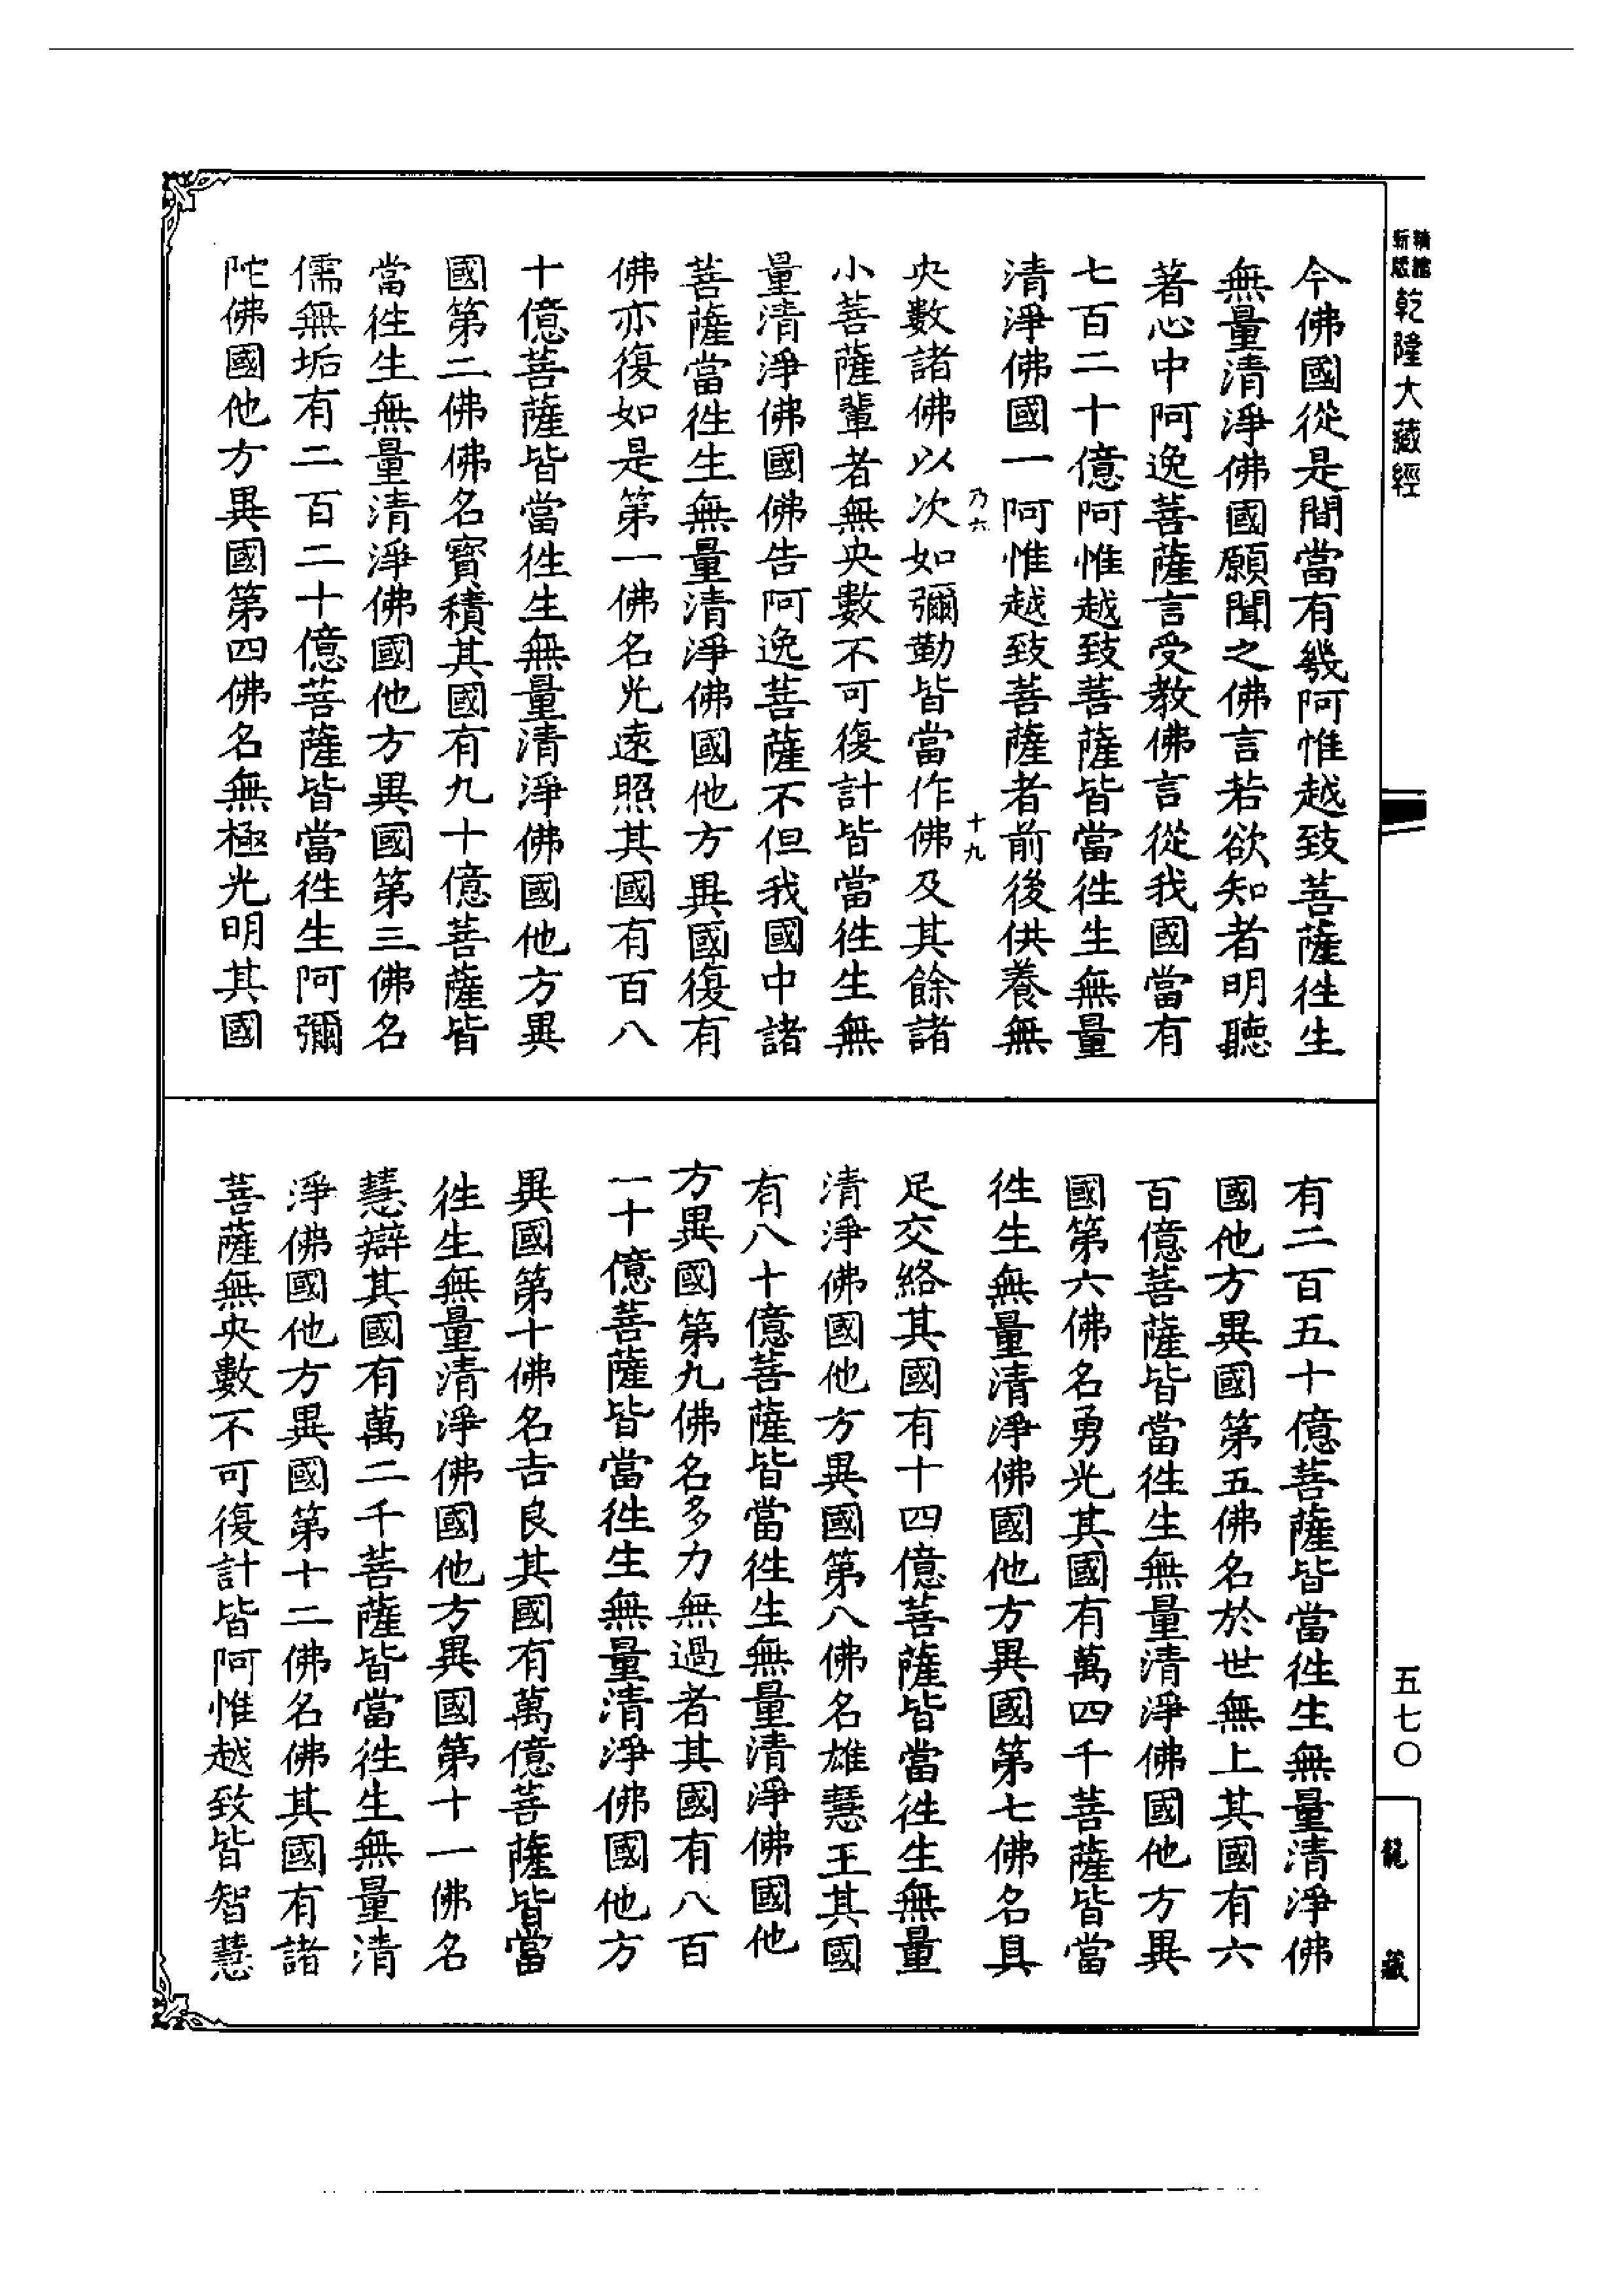 新版精縮乾隆大藏經
今佛國從是間當有幾阿惟越致菩薩徃生
無量清淨佛國願聞之佛言若欲知者明聽
著心中阿逸菩薩言受教佛言從我國當有
七百二十億阿惟越致菩薩皆當徃生無量
清淨佛國一阿惟越致菩薩者前後供養無
乃六 十九
央數諸佛以次如彌勒皆當作佛及其餘諸
小菩薩輩者無央數不可復計皆當徃生無
量清淨佛國佛告阿逸菩薩不但我國中諸
菩薩當徃生無量清淨佛國他方異國復有
佛亦復如是第一佛名光遠照其國有百八
十億菩薩皆當徃生無量清淨佛國他方異
國第二佛佛名寶積其國有九十億菩薩皆
當徃生無量清淨佛國他方異國第三佛名
儒無垢有二百二十億菩薩皆當徃生阿彌
陀佛國他方異國第四佛名無極光明其國
有二百五十億菩薩皆當徃生無量清淨佛
國他方異國第五佛名於世無上其國有六
百億菩薩皆當徃生無量清淨佛國他方異
國第六佛名勇光其國有萬四千菩薩皆當
徃生無量清淨佛國他方異國第七佛名具
足交絡其國有十四億菩薩皆當徃生無量
清淨佛國他方異國第八佛名雄慧王其國
有八十億菩薩皆當徃生無量清淨佛國他
方異國第九佛名多力無過者其國有八百
一十億菩薩皆當徃生無量清淨佛國他方
異國第十佛名吉良其國有萬億菩薩皆當
徃生無量清淨佛國他方異國第十一佛名
慧辯其國有萬二千菩薩皆當徃生無量清
淨佛國他方異國第十二佛名佛其國有諸
菩薩無央數不可復計皆阿惟越致皆智慧
五七〇
龍藏